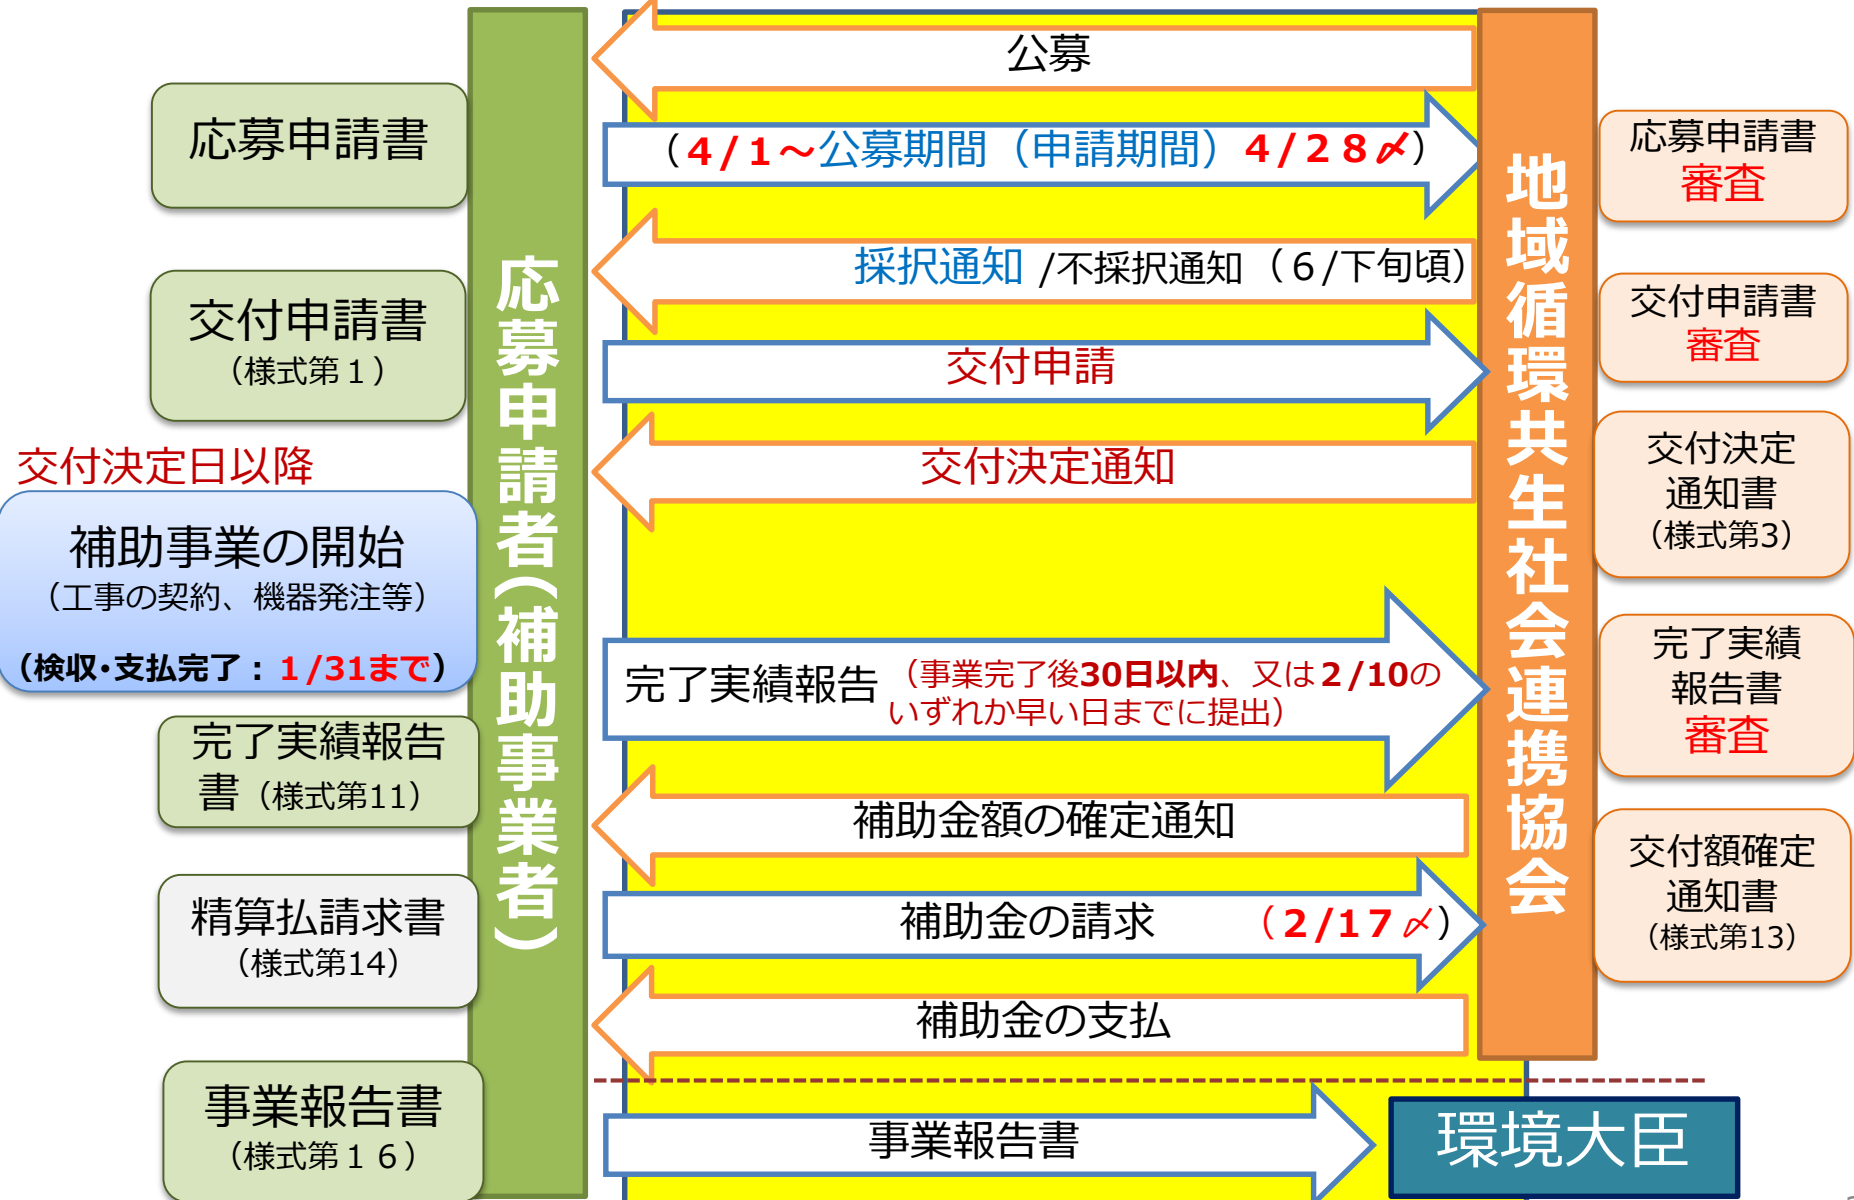 公募
応募申請書
（４/１～公募期間（申請期間）４/２８〆）
応募申請書
審査
採択通知 /不採択通知 （６/下旬頃）
交付申請書
（様式第１）
交付申請書
審査
交付申請
交付決定通知
交付決定
通知書
（様式第3）
交付決定日以降
補助事業の開始
（工事の契約、機器発注等）
（検収・支払完了：１/31まで）
応募申請者（補助事業者）
地域循環共生社会連携協会
完了実績報告
（事業完了後30日以内、又は２/10の
いずれか早い日までに提出）
完了実績
報告書
審査
完了実績報告
書（様式第11）
補助金額の確定通知
交付額確定
通知書
（様式第13）
精算払請求書
（様式第14）
補助金の請求 （２/１７〆）
補助金の支払
事業報告書
（様式第１６）
事業報告書
環境大臣